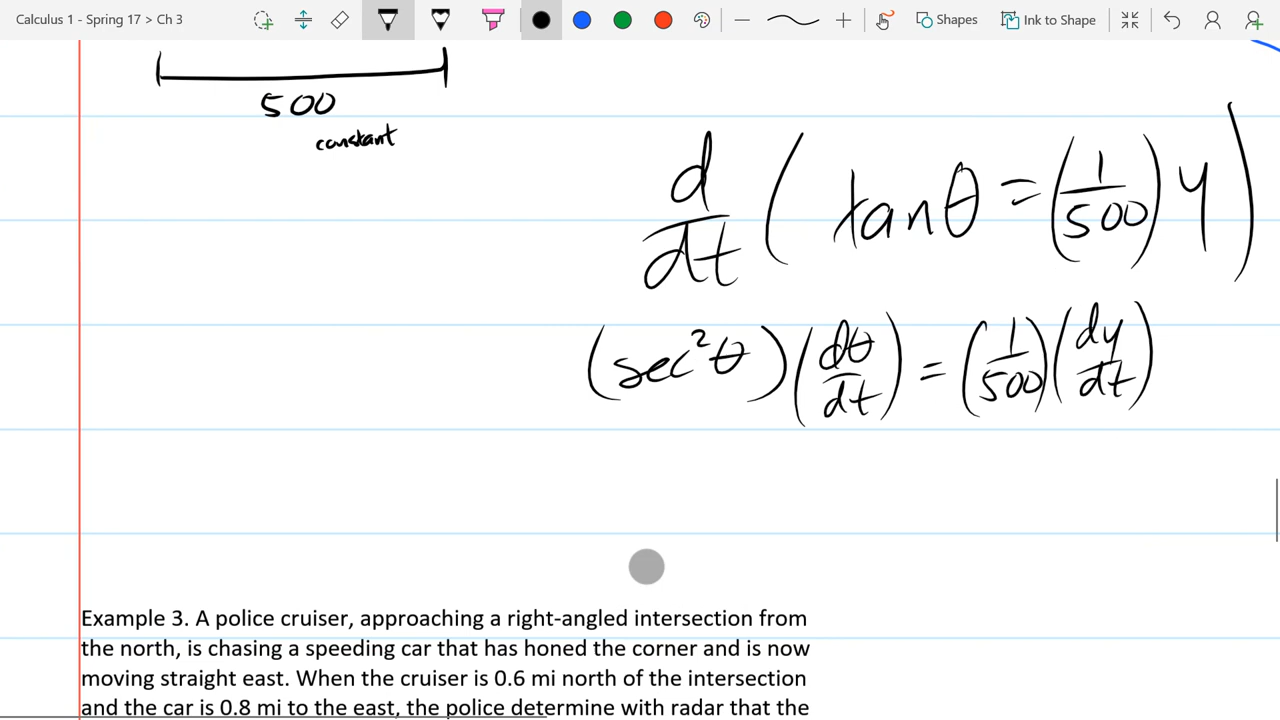 Calculus 1 - Spring 17 > Ch 3
Shapes
Ink to Shape
500
constant
d/dt ( tanθ = (1/500) y )
(sec²θ)(dθ/dt) = (1/500)(dy/dt)
Example 3. A police cruiser, approaching a right-angled intersection from
the north, is chasing a speeding car that has honed the corner and is now
moving straight east. When the cruiser is 0.6 mi north of the intersection
and the car is 0.8 mi to the east, the police determine with radar that the